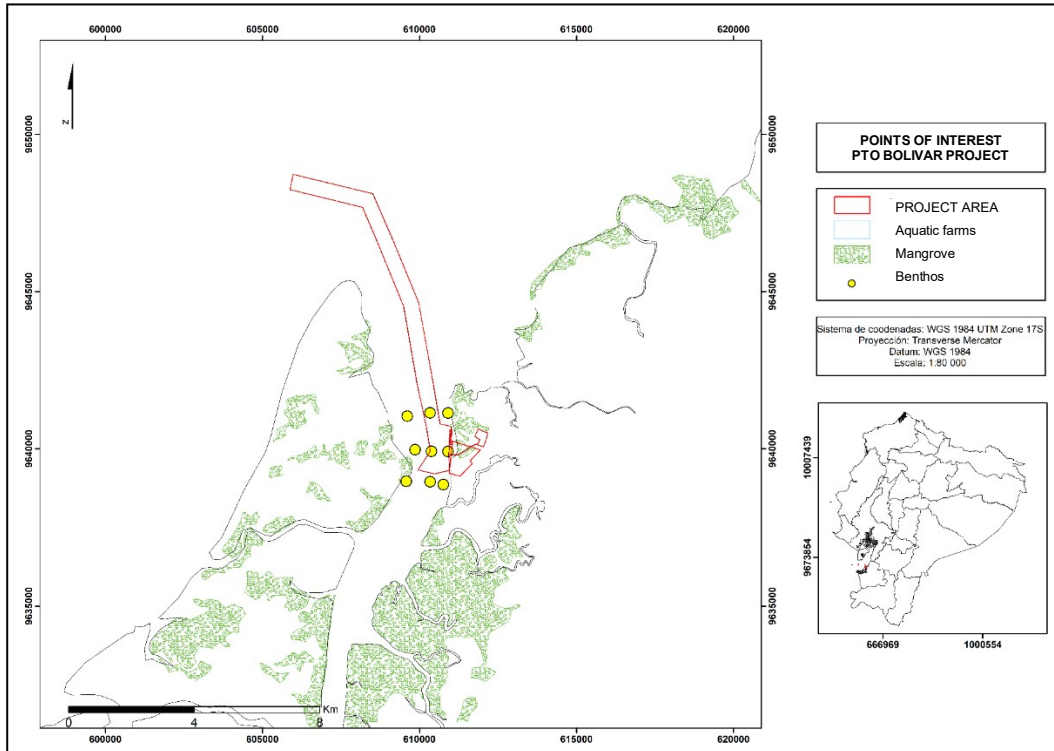 600000 605000 610000 615000 620000
z
9650000 9650000
9645000 9645000
9640000 9640000
9635000 9635000
Km
0 4 8
600000 605000 610000 615000 620000
POINTS OF INTEREST
PTO BOLIVAR PROJECT
PROJECT AREA
Aquatic farms
Mangrove
Benthos
Sistema de coodenadas: WGS 1984 UTM Zone 17S
Proyección: Transverse Mercator
Datum: WGS 1984
Escala: 1:80 000
10007439
9673854
666969 1000554